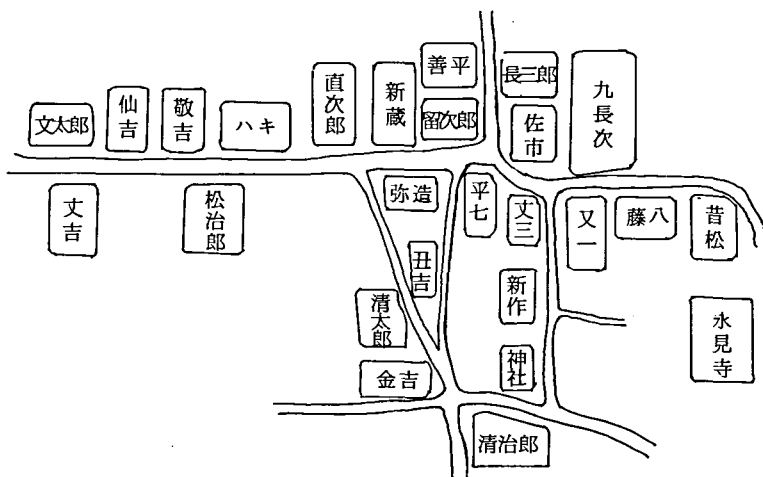 善平
長三郎
九長次
直次郎
新蔵
仙吉
敬吉
ハキ
文太郎
留次郎
佐市
弥造
平七
丈三
又一
藤八
昔松
丈吉
松治郎
丑吉
新作
清太郎
永見寺
神社
金吉
清治郎